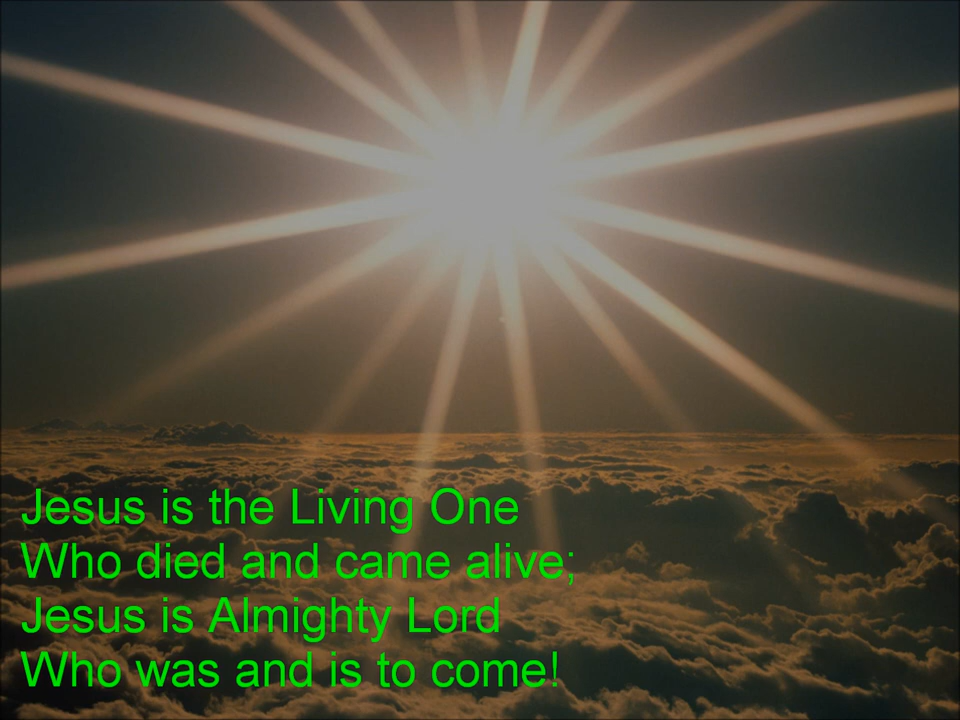 Jesus is the Living One
Who died and came alive;
Jesus is Almighty Lord
Who was and is to come!